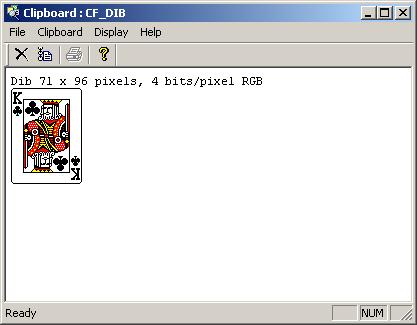 Clipboard : CF_DIB
File Clipboard Display Help
Dib 71 x 96 pixels, 4 bits/pixel RGB
K
K
Ready NUM